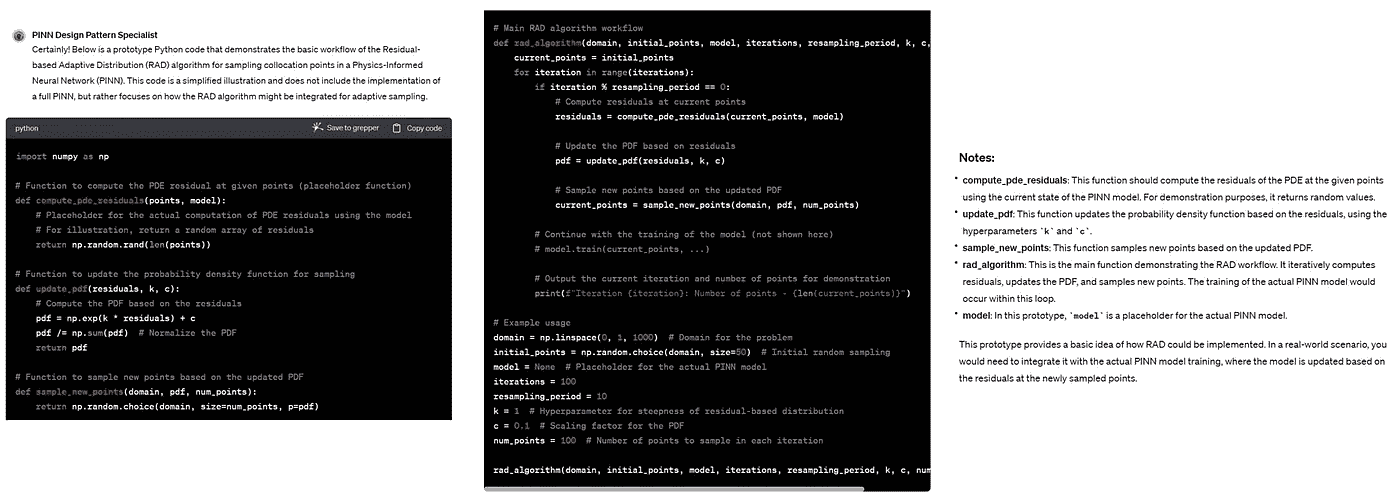 PINN Design Pattern Specialist
Certainly! Below is a prototype Python code that demonstrates the basic workflow of the Residual-
based Adaptive Distribution (RAD) algorithm for sampling collocation points in a Physics-Informed
Neural Network (PINN). This code is a simplified illustration and does not include the implementation of
a full PINN, but rather focuses on how the RAD algorithm might be integrated for adaptive sampling.
python
Save to grepper
Copy code
import numpy as np
# Function to compute the PDE residual at given points (placeholder function)
def compute_pde_residuals(points, model):
    # Placeholder for the actual computation of PDE residuals using the model
    # For illustration, return a random array of residuals
    return np.random.rand(len(points))
# Function to update the probability density function for sampling
def update_pdf(residuals, k, c):
    # Compute the PDF based on the residuals
    pdf = np.exp(k * residuals) + c
    pdf /= np.sum(pdf)  # Normalize the PDF
    return pdf
# Function to sample new points based on the updated PDF
def sample_new_points(domain, pdf, num_points):
    return np.random.choice(domain, size=num_points, p=pdf)
# Main RAD algorithm workflow
def rad_algorithm(domain, initial_points, model, iterations, resampling_period, k, c,
    current_points = initial_points
    for iteration in range(iterations):
        if iteration % resampling_period == 0:
            # Compute residuals at current points
            residuals = compute_pde_residuals(current_points, model)
            # Update the PDF based on residuals
            pdf = update_pdf(residuals, k, c)
            # Sample new points based on the updated PDF
            current_points = sample_new_points(domain, pdf, num_points)
        # Continue with the training of the model (not shown here)
        # model.train(current_points, ...)
        # Output the current iteration and number of points for demonstration
        print(f"Iteration {iteration}: Number of points - {len(current_points)}")
# Example usage
domain = np.linspace(0, 1, 1000)  # Domain for the problem
initial_points = np.random.choice(domain, size=50)  # Initial random sampling
model = None  # Placeholder for the actual PINN model
iterations = 100
resampling_period = 10
k = 1  # Hyperparameter for steepness of residual-based distribution
c = 0.1  # Scaling factor for the PDF
num_points = 100  # Number of points to sample in each iteration
rad_algorithm(domain, initial_points, model, iterations, resampling_period, k, c, num
Notes:
• compute_pde_residuals: This function should compute the residuals of the PDE at the given points
using the current state of the PINN model. For demonstration purposes, it returns random values.
• update_pdf: This function updates the probability density function based on the residuals, using the
hyperparameters `k` and `c`.
• sample_new_points: This function samples new points based on the updated PDF.
• rad_algorithm: This is the main function demonstrating the RAD workflow. It iteratively computes
residuals, updates the PDF, and samples new points. The training of the actual PINN model would
occur within this loop.
• model: In this prototype, `model` is a placeholder for the actual PINN model.
This prototype provides a basic idea of how RAD could be implemented. In a real-world scenario, you
would need to integrate it with the actual PINN model training, where the model is updated based on
the residuals at the newly sampled points.